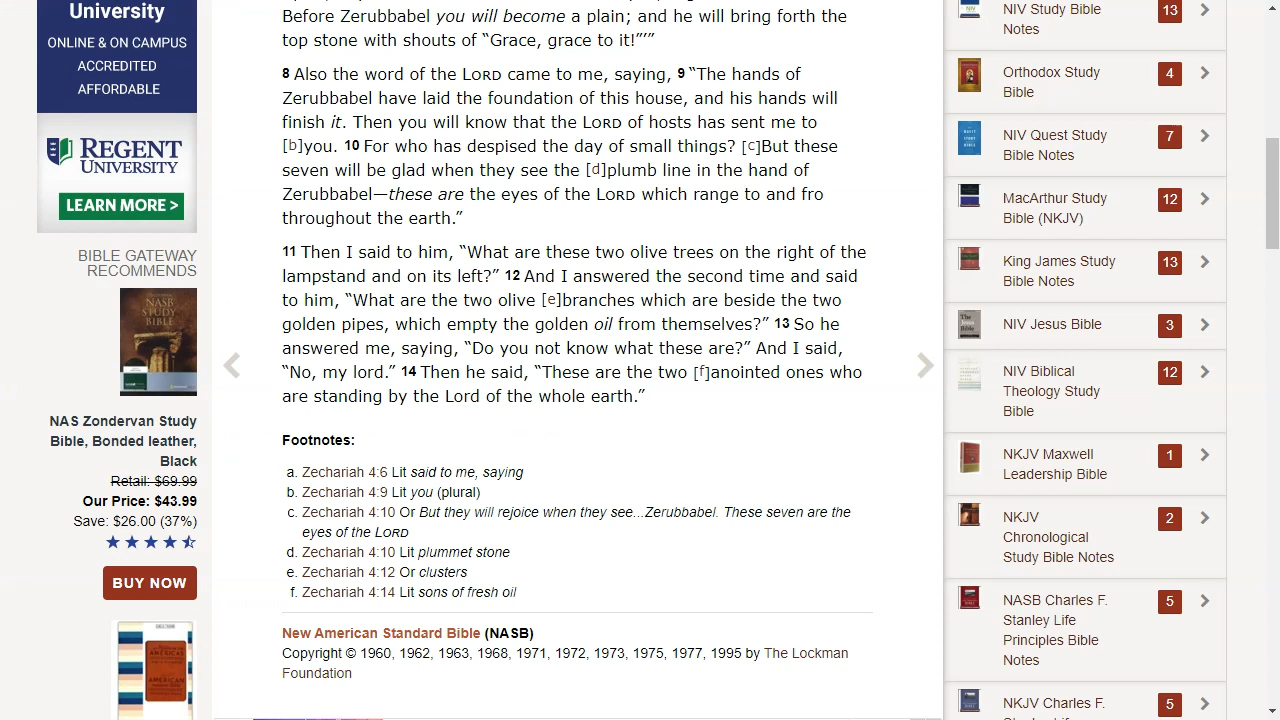 University
ONLINE & ON CAMPUS
ACCREDITED
AFFORDABLE
REGENT
UNIVERSITY
LEARN MORE >
BIBLE GATEWAY
RECOMMENDS
NASB
STUDY
BIBLE
NAS Zondervan Study
Bible, Bonded leather,
Black
Retail: $69.99
Our Price: $43.99
Save: $26.00 (37%)
BUY NOW
Before Zerubbabel you will become a plain; and he will bring forth the
top stone with shouts of “Grace, grace to it!”’”
8 Also the word of the LORD came to me, saying, 9 “The hands of
Zerubbabel have laid the foundation of this house, and his hands will
finish it. Then you will know that the LORD of hosts has sent me to
[b]you. 10 For who has despised the day of small things? [c]But these
seven will be glad when they see the [d]plumb line in the hand of
Zerubbabel—these are the eyes of the LORD which range to and fro
throughout the earth.”
11 Then I said to him, “What are these two olive trees on the right of the
lampstand and on its left?” 12 And I answered the second time and said
to him, “What are the two olive [e]branches which are beside the two
golden pipes, which empty the golden oil from themselves?” 13 So he
answered me, saying, “Do you not know what these are?” And I said,
“No, my lord.” 14 Then he said, “These are the two [f]anointed ones who
are standing by the Lord of the whole earth.”
Footnotes:
a. Zechariah 4:6 Lit said to me, saying
b. Zechariah 4:9 Lit you (plural)
c. Zechariah 4:10 Or But they will rejoice when they see...Zerubbabel. These seven are the
eyes of the LORD
d. Zechariah 4:10 Lit plummet stone
e. Zechariah 4:12 Or clusters
f. Zechariah 4:14 Lit sons of fresh oil
New American Standard Bible (NASB)
The Lockman
Foundation
NIV Study Bible
Notes
13
Orthodox Study
Bible
4
NIV Quest Study
Bible Notes
7
MacArthur Study
Bible (NKJV)
12
King James Study
Bible Notes
13
3
NIV Biblical
Theology Study
Bible
12
NKJV Maxwell
Leadership Bible
1
NKJV
Chronological
Study Bible Notes
2
NASB Charles F.
Stanley Life
Principles Bible
5
NKJV Charles F.
5